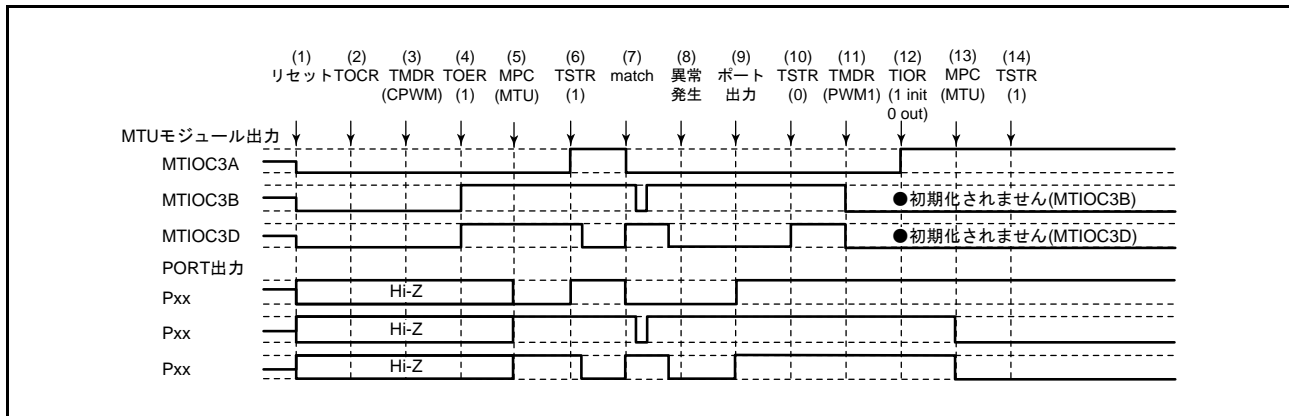 (1) (2) (3) (4) (5) (6) (7) (8) (9) (10) (11) (12) (13) (14)
リセット TOCR TMDR TOER MPC TSTR match 異常 ポート TSTR TMDR TIOR MPC TSTR
(CPWM) (1) (MTU) (1) 発生 出力 (0) (PWM1) (1 init (MTU) (1)
0 out)
MTUモジュール出力
MTIOC3A
MTIOC3B ●初期化されません(MTIOC3B)
MTIOC3D ●初期化されません(MTIOC3D)
PORT出力
Pxx Hi-Z
Pxx Hi-Z
Pxx Hi-Z